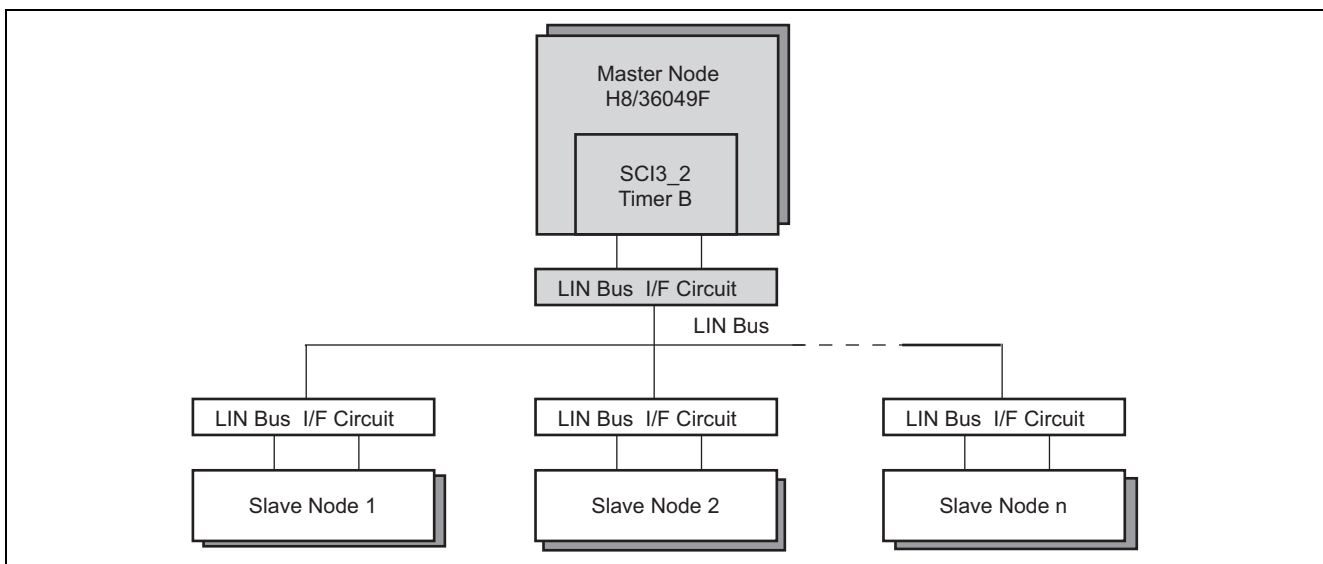 Master Node
H8/36049F
SCI3_2
Timer B
LIN Bus I/F Circuit
LIN Bus
LIN Bus I/F Circuit
LIN Bus I/F Circuit
LIN Bus I/F Circuit
Slave Node 1
Slave Node 2
Slave Node n